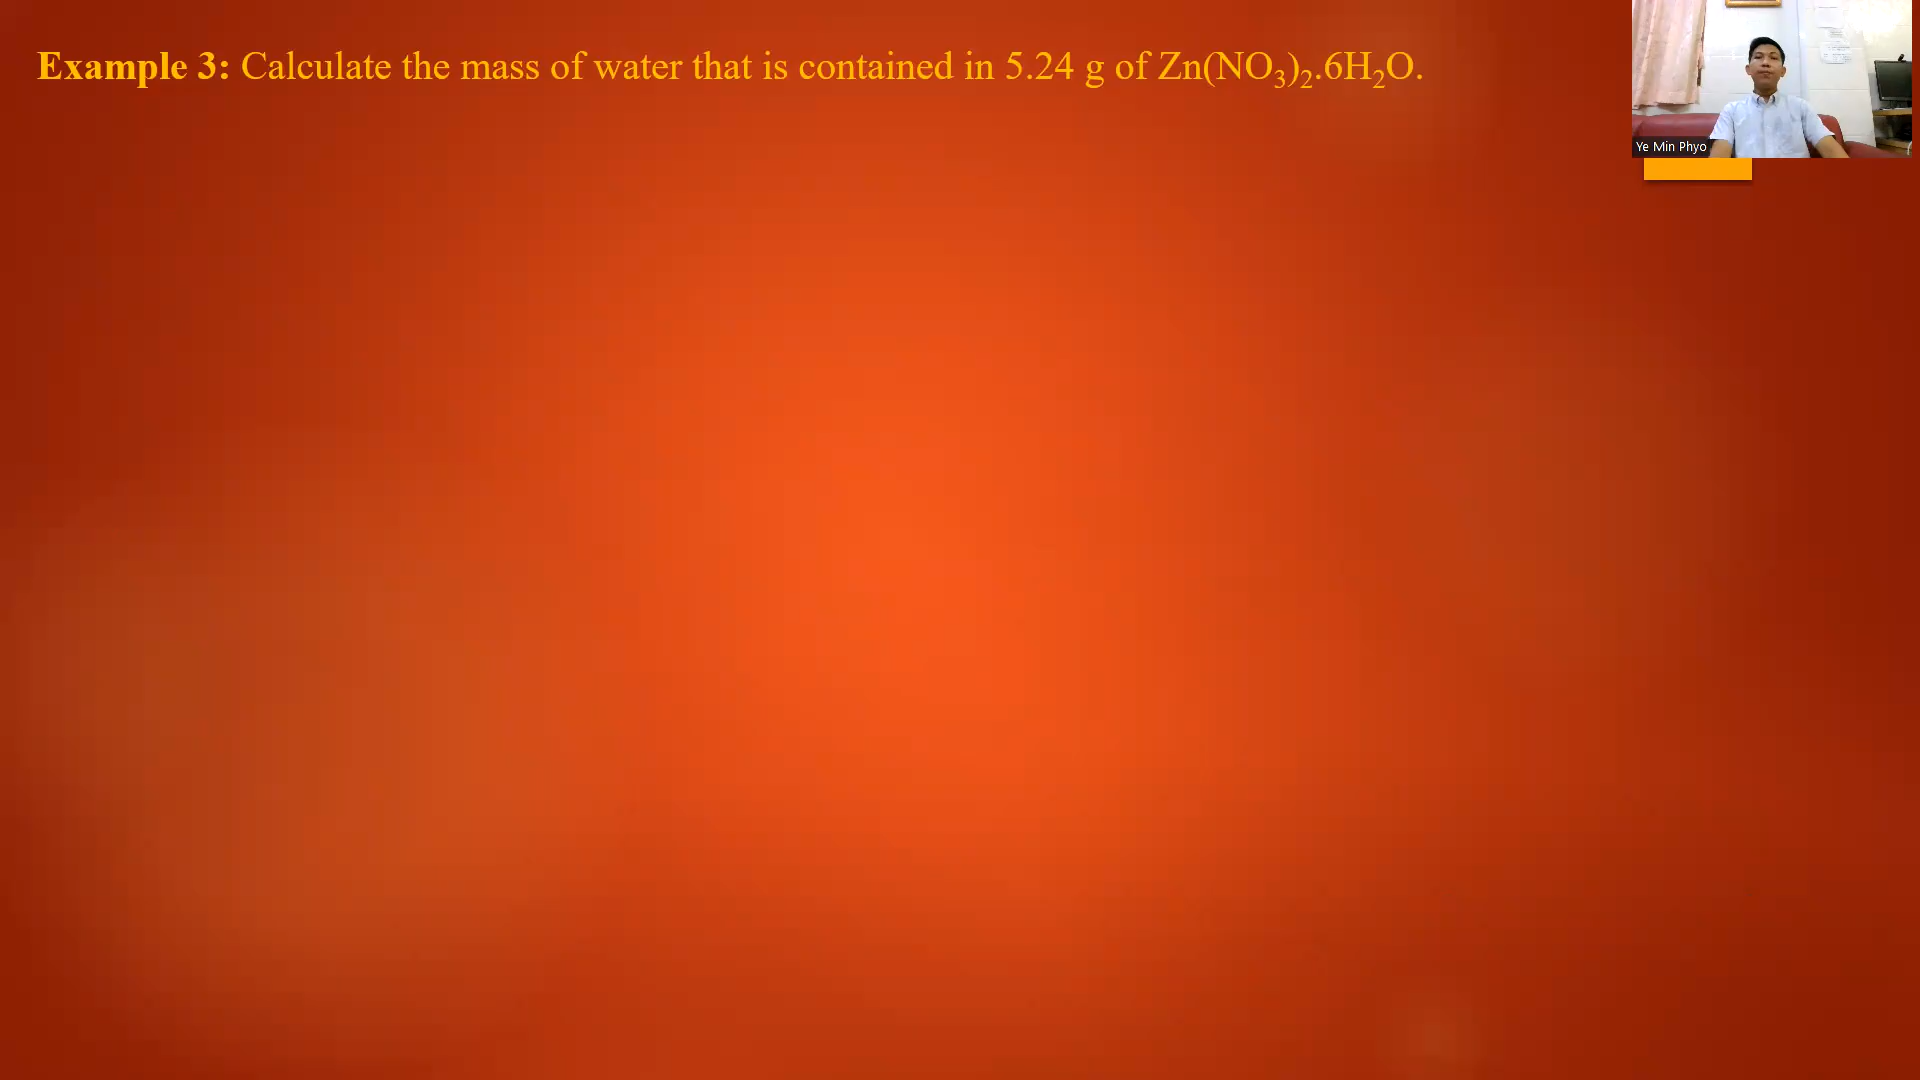 Example 3: Calculate the mass of water that is contained in 5.24 g of Zn(NO₃)₂.6H₂O.
Ye Min Phyo